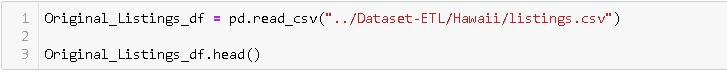 1 Original_Listings_df = pd.read_csv("../Dataset-ETL/Hawaii/listings.csv")
2
3 Original_Listings_df.head()